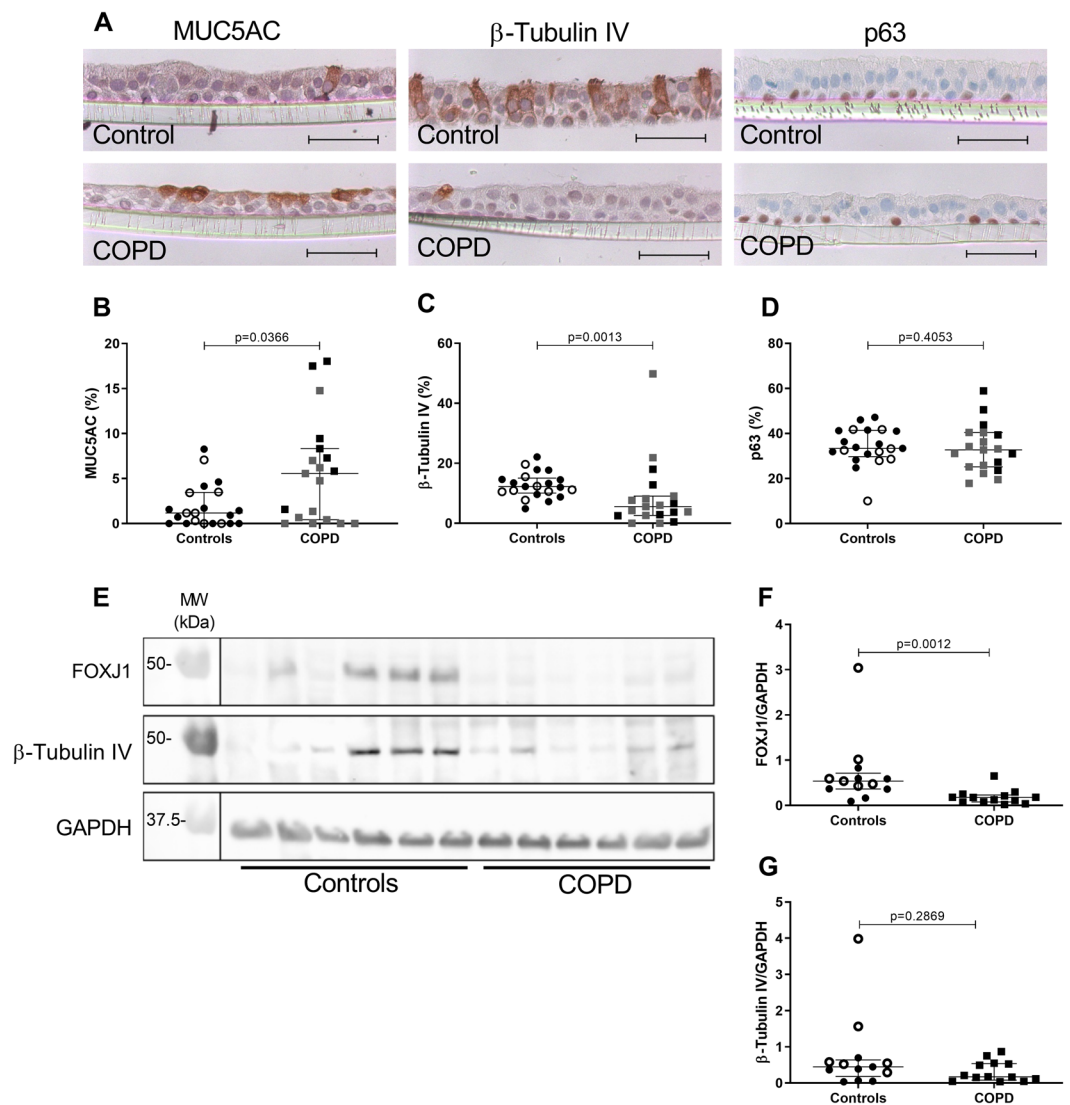 A
MUC5AC
β-Tubulin IV
p63
Control
Control
Control
COPD
COPD
COPD
B
C
D
p=0.0366
p=0.0013
p=0.4053
MUC5AC (%)
20
15
10
5
0
Controls
COPD
β-Tubulin IV (%)
60
40
20
0
Controls
COPD
p63 (%)
80
60
40
20
0
Controls
COPD
E
MW
(kDa)
FOXJ1
50-
β-Tubulin IV
50-
GAPDH
37.5-
Controls
COPD
F
p=0.0012
FOXJ1/GAPDH
4
3
2
1
0
Controls
COPD
G
p=0.2869
β-Tubulin IV/GAPDH
5
4
3
2
1
0
Controls
COPD